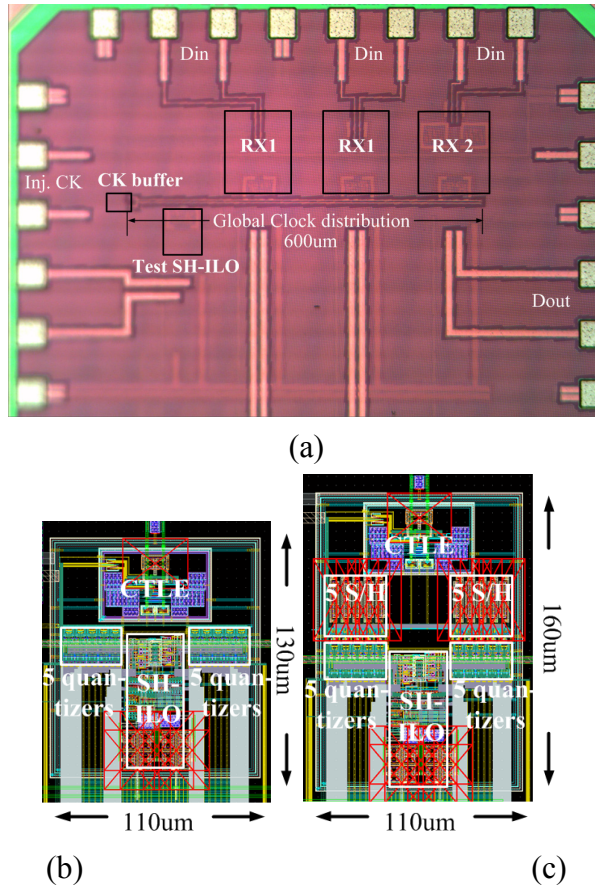 Din
Din
Din
RX1
RX1
RX 2
Inj. CK
CK buffer
Global Clock distribution
600um
Test SH-ILO
Dout
(a)
CTLE
5 quan-
tizers
5 quan-
tizers
SH-
ILO
130um
110um
(b)
CTLE
5 S/H
5 S/H
5 quan-
tizers
5 quan-
tizers
SH-
ILO
160um
110um
(c)